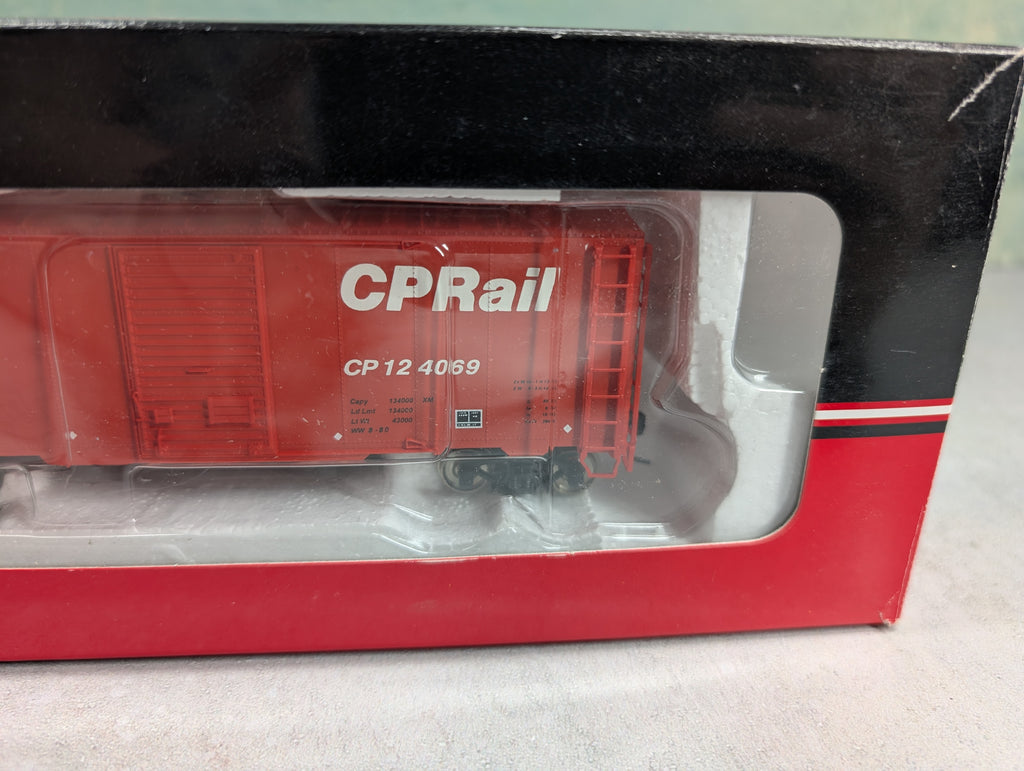 CPRail
CP 12 4069
Capy 134000 XM
Ld Lmt 134000
Lt Wt 43000
WW 8-80